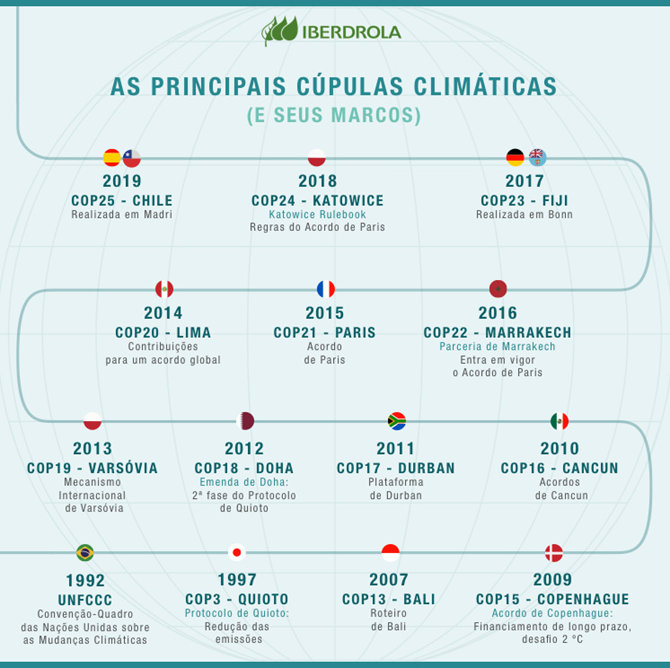 IBERDROLA
AS PRINCIPAIS CÚPULAS CLIMÁTICAS
(E SEUS MARCOS)
2019
COP25 - CHILE
Realizada em Madri
2018
COP24 - KATOWICE
Katowice Rulebook
Regras do Acordo de Paris
2017
COP23 - FIJI
Realizada em Bonn
2014
COP20 - LIMA
Contribuições
para um acordo global
2015
COP21 - PARIS
Acordo
de Paris
2016
COP22 - MARRAKECH
Parceria de Marrakech
Entra em vigor
o Acordo de Paris
2013
COP19 - VARSÓVIA
Mecanismo
Internacional
de Varsóvia
2012
COP18 - DOHA
Emenda de Doha:
2ª fase do Protocolo
de Quioto
2011
COP17 - DURBAN
Plataforma
de Durban
2010
COP16 - CANCUN
Acordos
de Cancun
1992
UNFCCC
Convenção-Quadro
das Nações Unidas sobre
as Mudanças Climáticas
1997
COP3 - QUIOTO
Protocolo de Quioto:
Redução das
emissões
2007
COP13 - BALI
Roteiro
de Bali
2009
COP15 - COPENHAGUE
Acordo de Copenhague:
Financiamento de longo prazo,
desafio 2 ºC